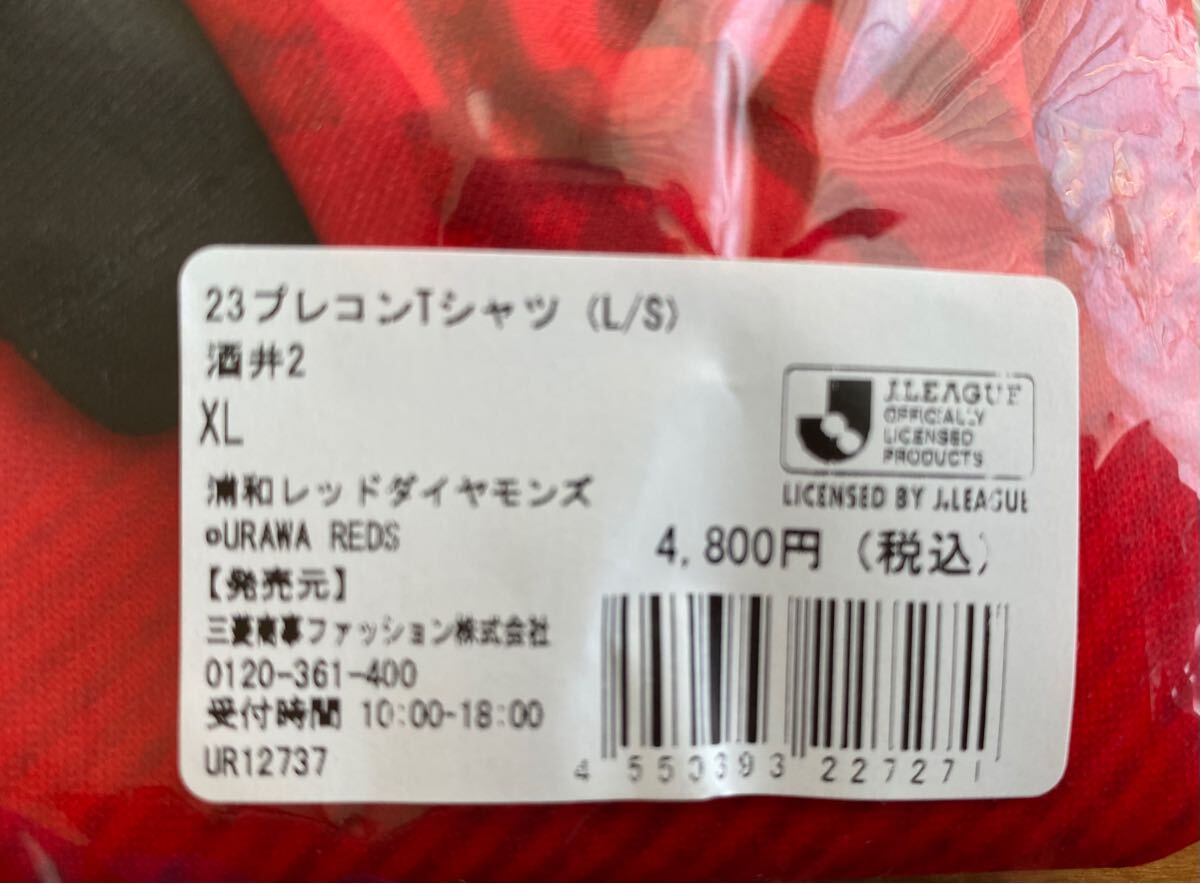 23プレコンTシャツ (L/S)
酒井2
XL
浦和レッドダイヤモンズ
©URAWA REDS
【発売元】
三菱商事ファッション株式会社
0120-361-400
受付時間 10:00-18:00
UR12737
J.LEAGUE
OFFICIALLY
LICENSED
PRODUCTS
LICENSED BY J.LEAGUE
4,800円 (税込)
4 550393 227271